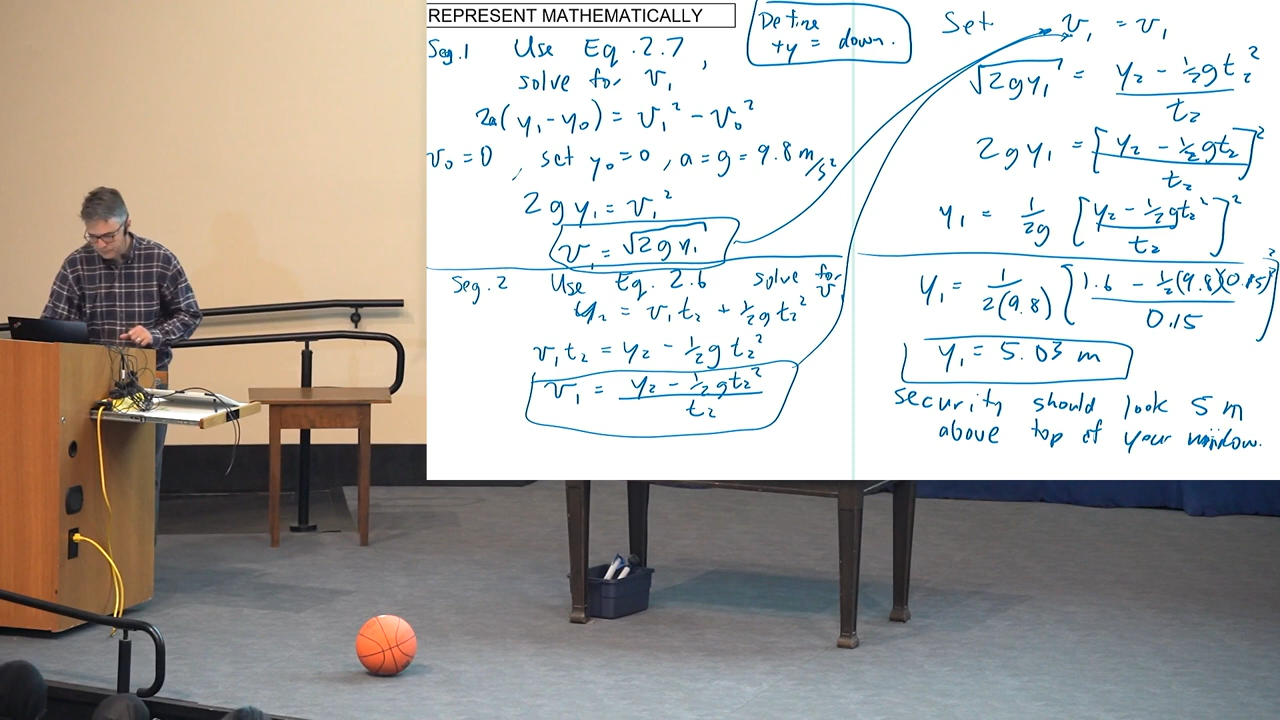 REPRESENT MATHEMATICALLY
Define
+y = down.
Seg.1 Use Eq. 2.7,
solve for v₁
2a(y₁-y₀) = v₁² - v₀²
v₀ = 0, set y₀ = 0, a = g = 9.8 m/s²
2gy₁ = v₁²
v₁ = √2gy₁
Seg. 2 Use Eq. 2.6 solve for v₁
y₂ = v₁t₂ + ½gt₂²
v₁t₂ = y₂ - ½gt₂²
v₁ = y₂ - ½gt₂² / t₂
Set v₁ = v₁
√2gy₁ = y₂ - ½gt₂² / t₂
2gy₁ = [y₂ - ½gt₂² / t₂]²
y₁ = 1/2g [y₂ - ½gt₂² / t₂]²
y₁ = 1/2(9.8) [1.6 - ½(9.8)(0.15)² / 0.15]²
y₁ = 5.03 m
security should look 5 m
above top of your window.